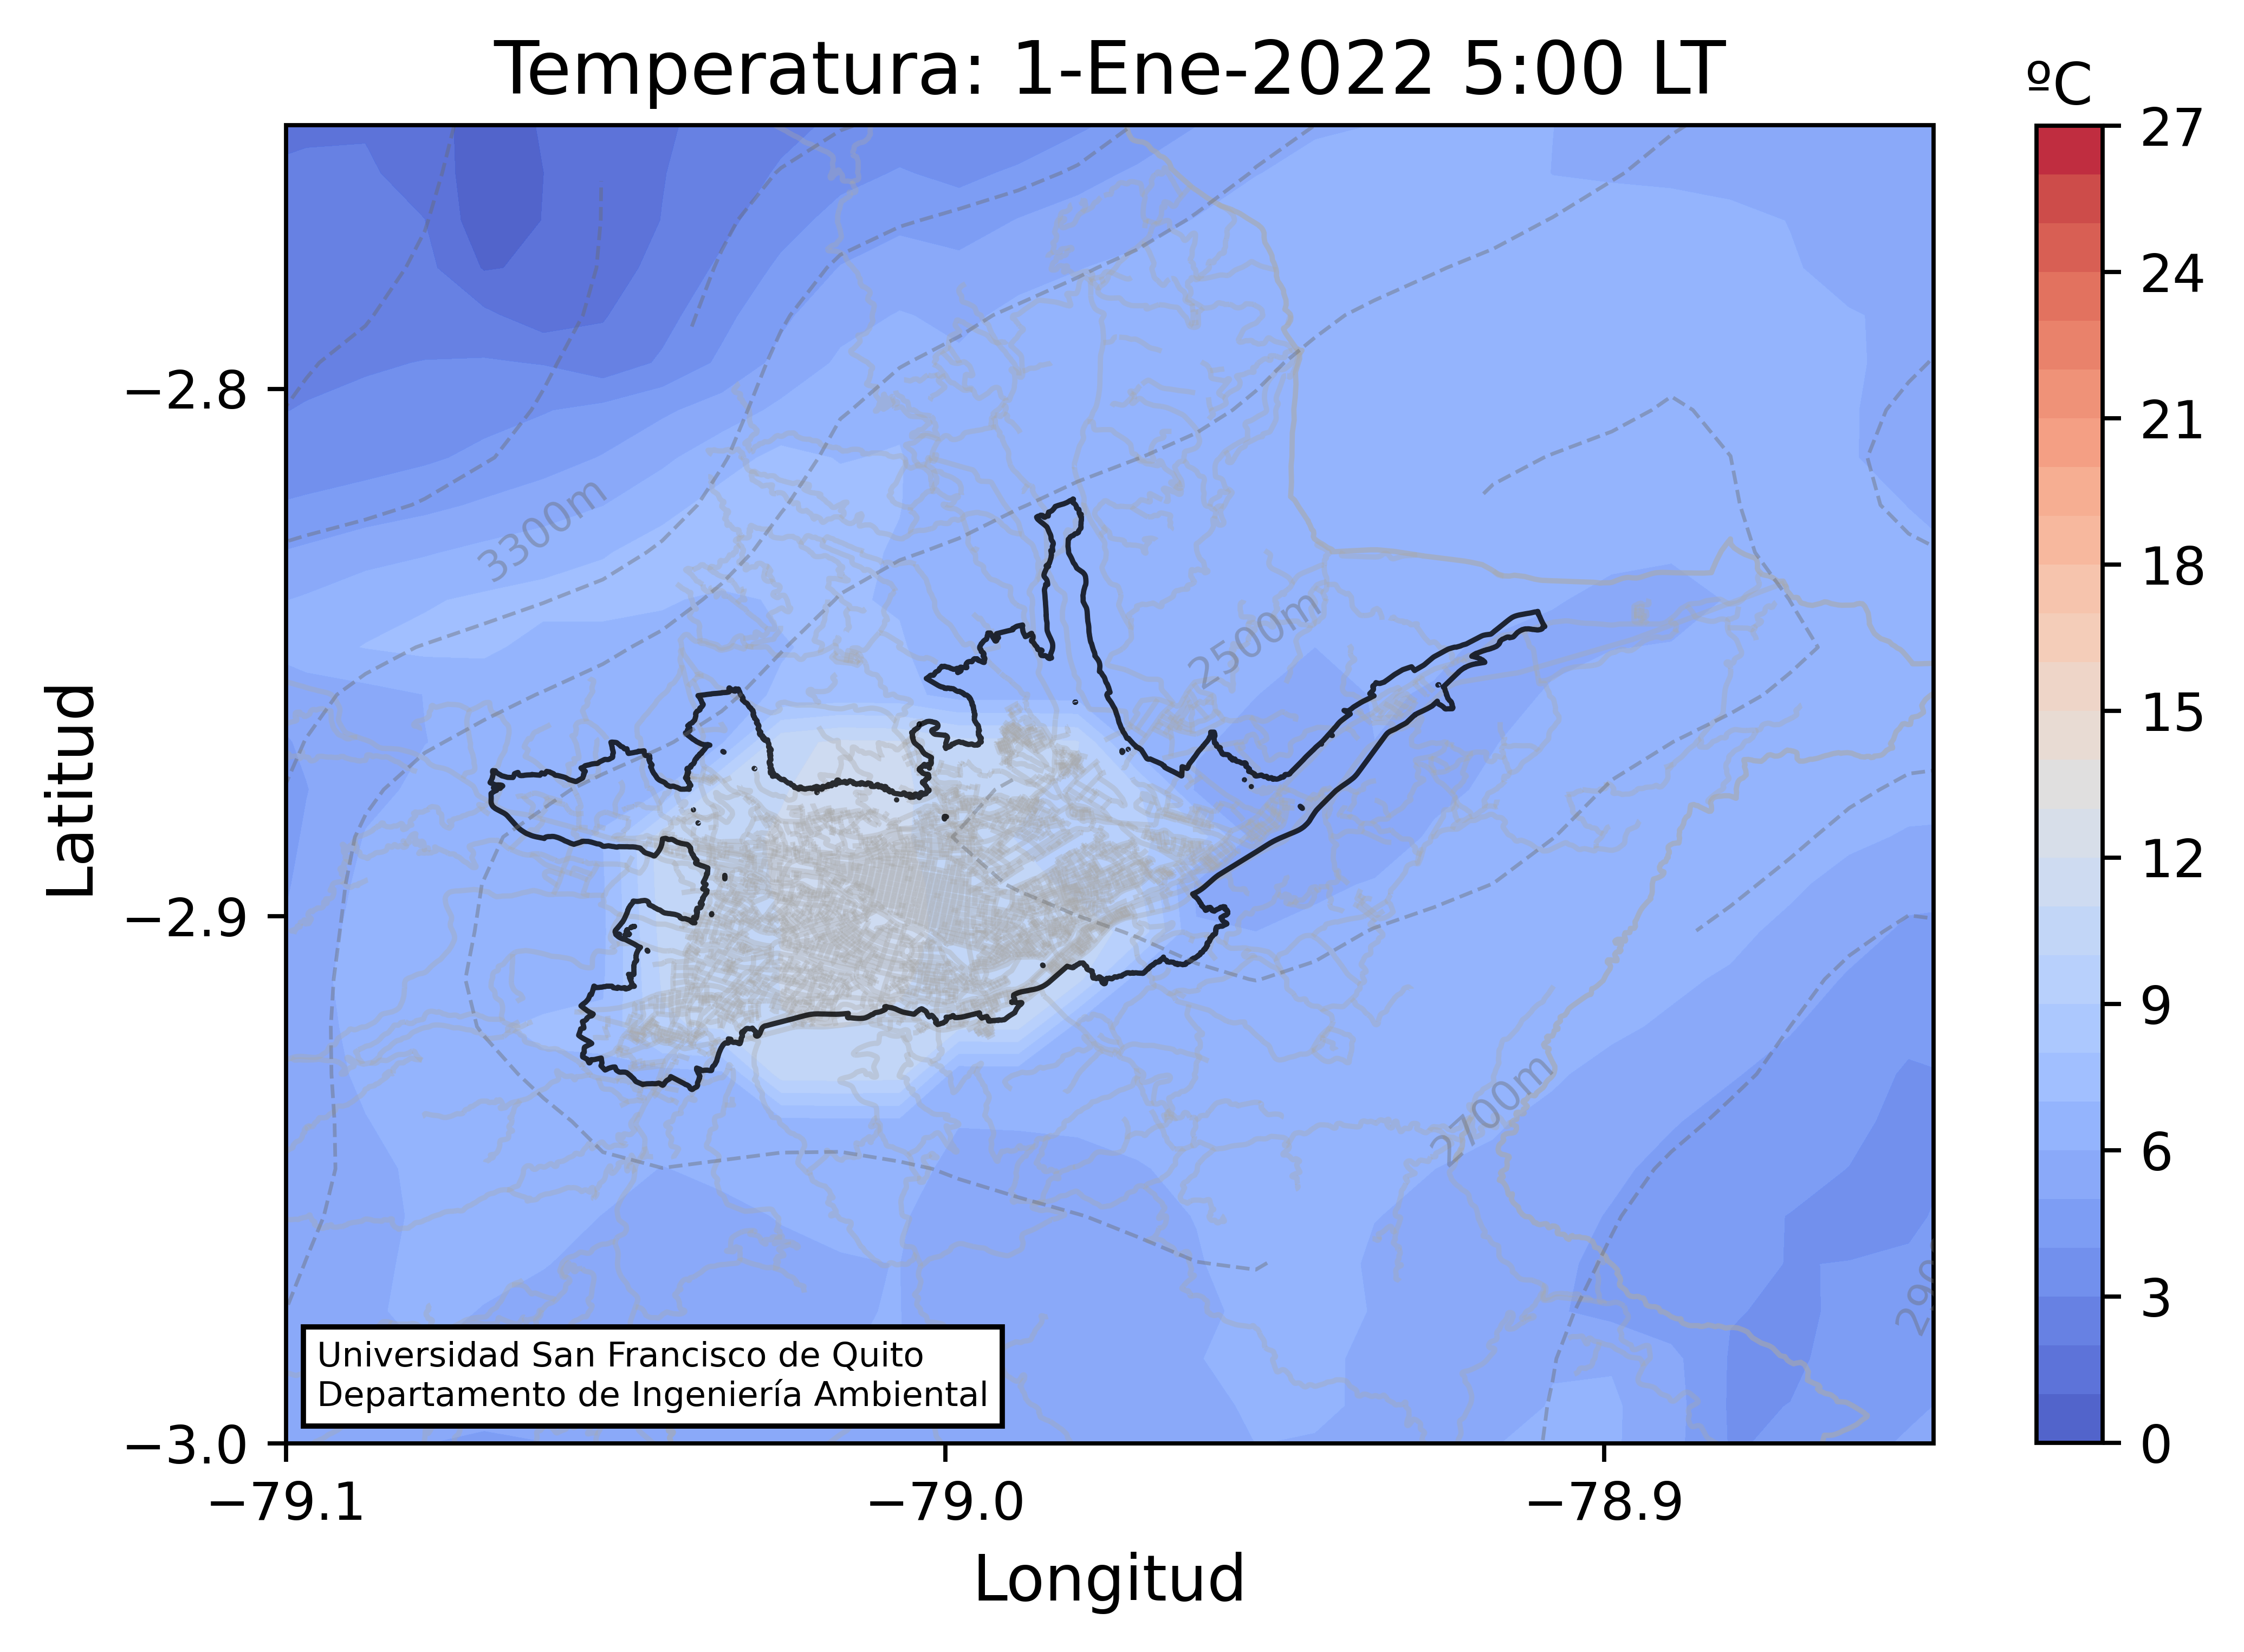 Temperatura: 1-Ene-2022 5:00 LT
ºC
27
24
21
18
15
12
9
6
3
0
Latitud
−2.8
−2.9
−3.0
3300m
2500m
2700m
Universidad San Francisco de Quito
Departamento de Ingeniería Ambiental
−79.1
−79.0
−78.9
Longitud